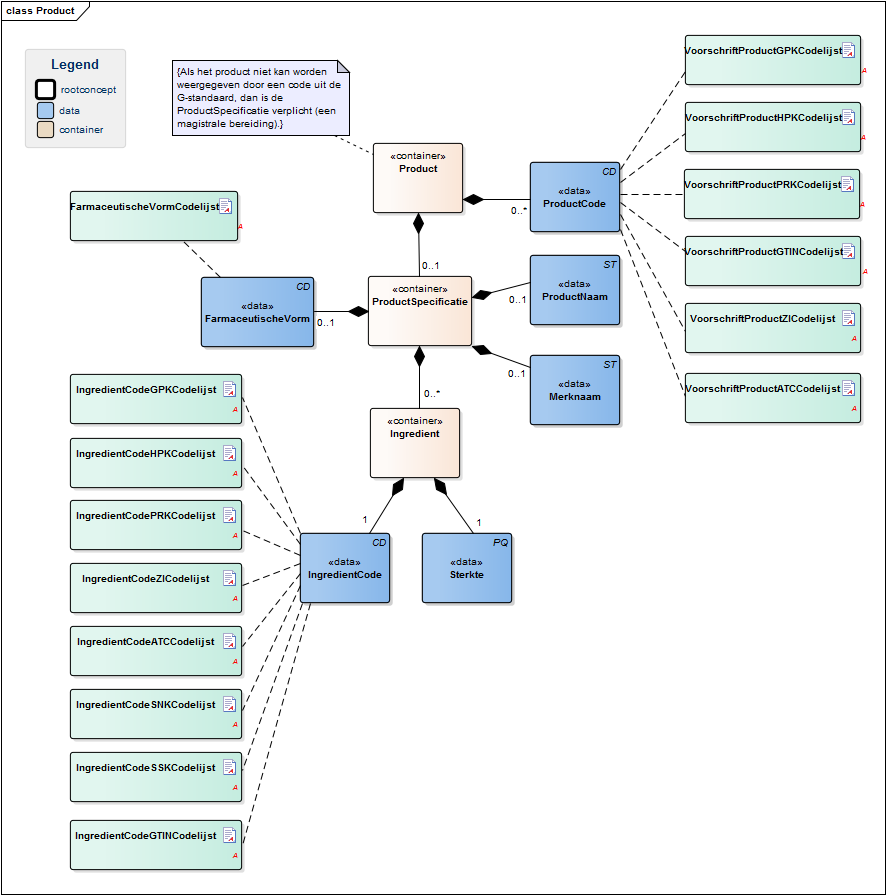 class Product
Legend
rootconcept
data
container
{Als het product niet kan worden
weergegeven door een code uit de
G-standaard, dan is de
ProductSpecificatie verplicht (een
magistrale bereiding).}
«container»
Product
0..*
CD
«data»
ProductCode
VoorschriftProductGPKCodelijst
A
VoorschriftProductHPKCodelijst
A
VoorschriftProductPRKCodelijst
A
VoorschriftProductGTINCodelijst
A
VoorschriftProductZICodelijst
A
VoorschriftProductATCCodelijst
A
FarmaceutischeVormCodelijst
A
CD
«data»
FarmaceutischeVorm
0..1
0..1
«container»
ProductSpecificatie
0..1
ST
«data»
ProductNaam
0..1
ST
«data»
Merknaam
0..*
«container»
Ingredient
1
1
CD
«data»
IngredientCode
PQ
«data»
Sterkte
IngredientCodeGPKCodelijst
A
IngredientCodeHPKCodelijst
A
IngredientCodePRKCodelijst
A
IngredientCodeZICodelijst
A
IngredientCodeATCCodelijst
A
IngredientCodeSNKCodelijst
A
IngredientCodeSSKCodelijst
A
IngredientCodeGTINCodelijst
A